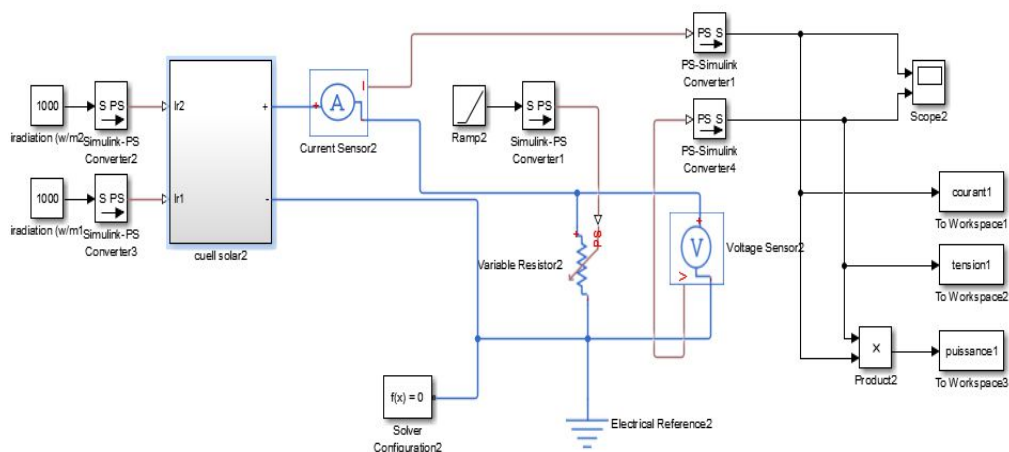 1000
S PS
iradiation (w/m2
Simulink-PS
Converter2
1000
S PS
iradiation (w/m1
Simulink-PS
Converter3
Ir2
Ir1
+
-
cuell solar2
+
A
I
Current Sensor2
Ramp2
S PS
Simulink-PS
Converter1
PS S
PS-Simulink
Converter1
PS S
PS-Simulink
Converter4
Scope2
+
PS
Variable Resistor2
+
V
V
Voltage Sensor2
courant1
To Workspace1
tension1
To Workspace2
x
Product2
puissance1
To Workspace3
f(x) = 0
Solver
Configuration2
Electrical Reference2